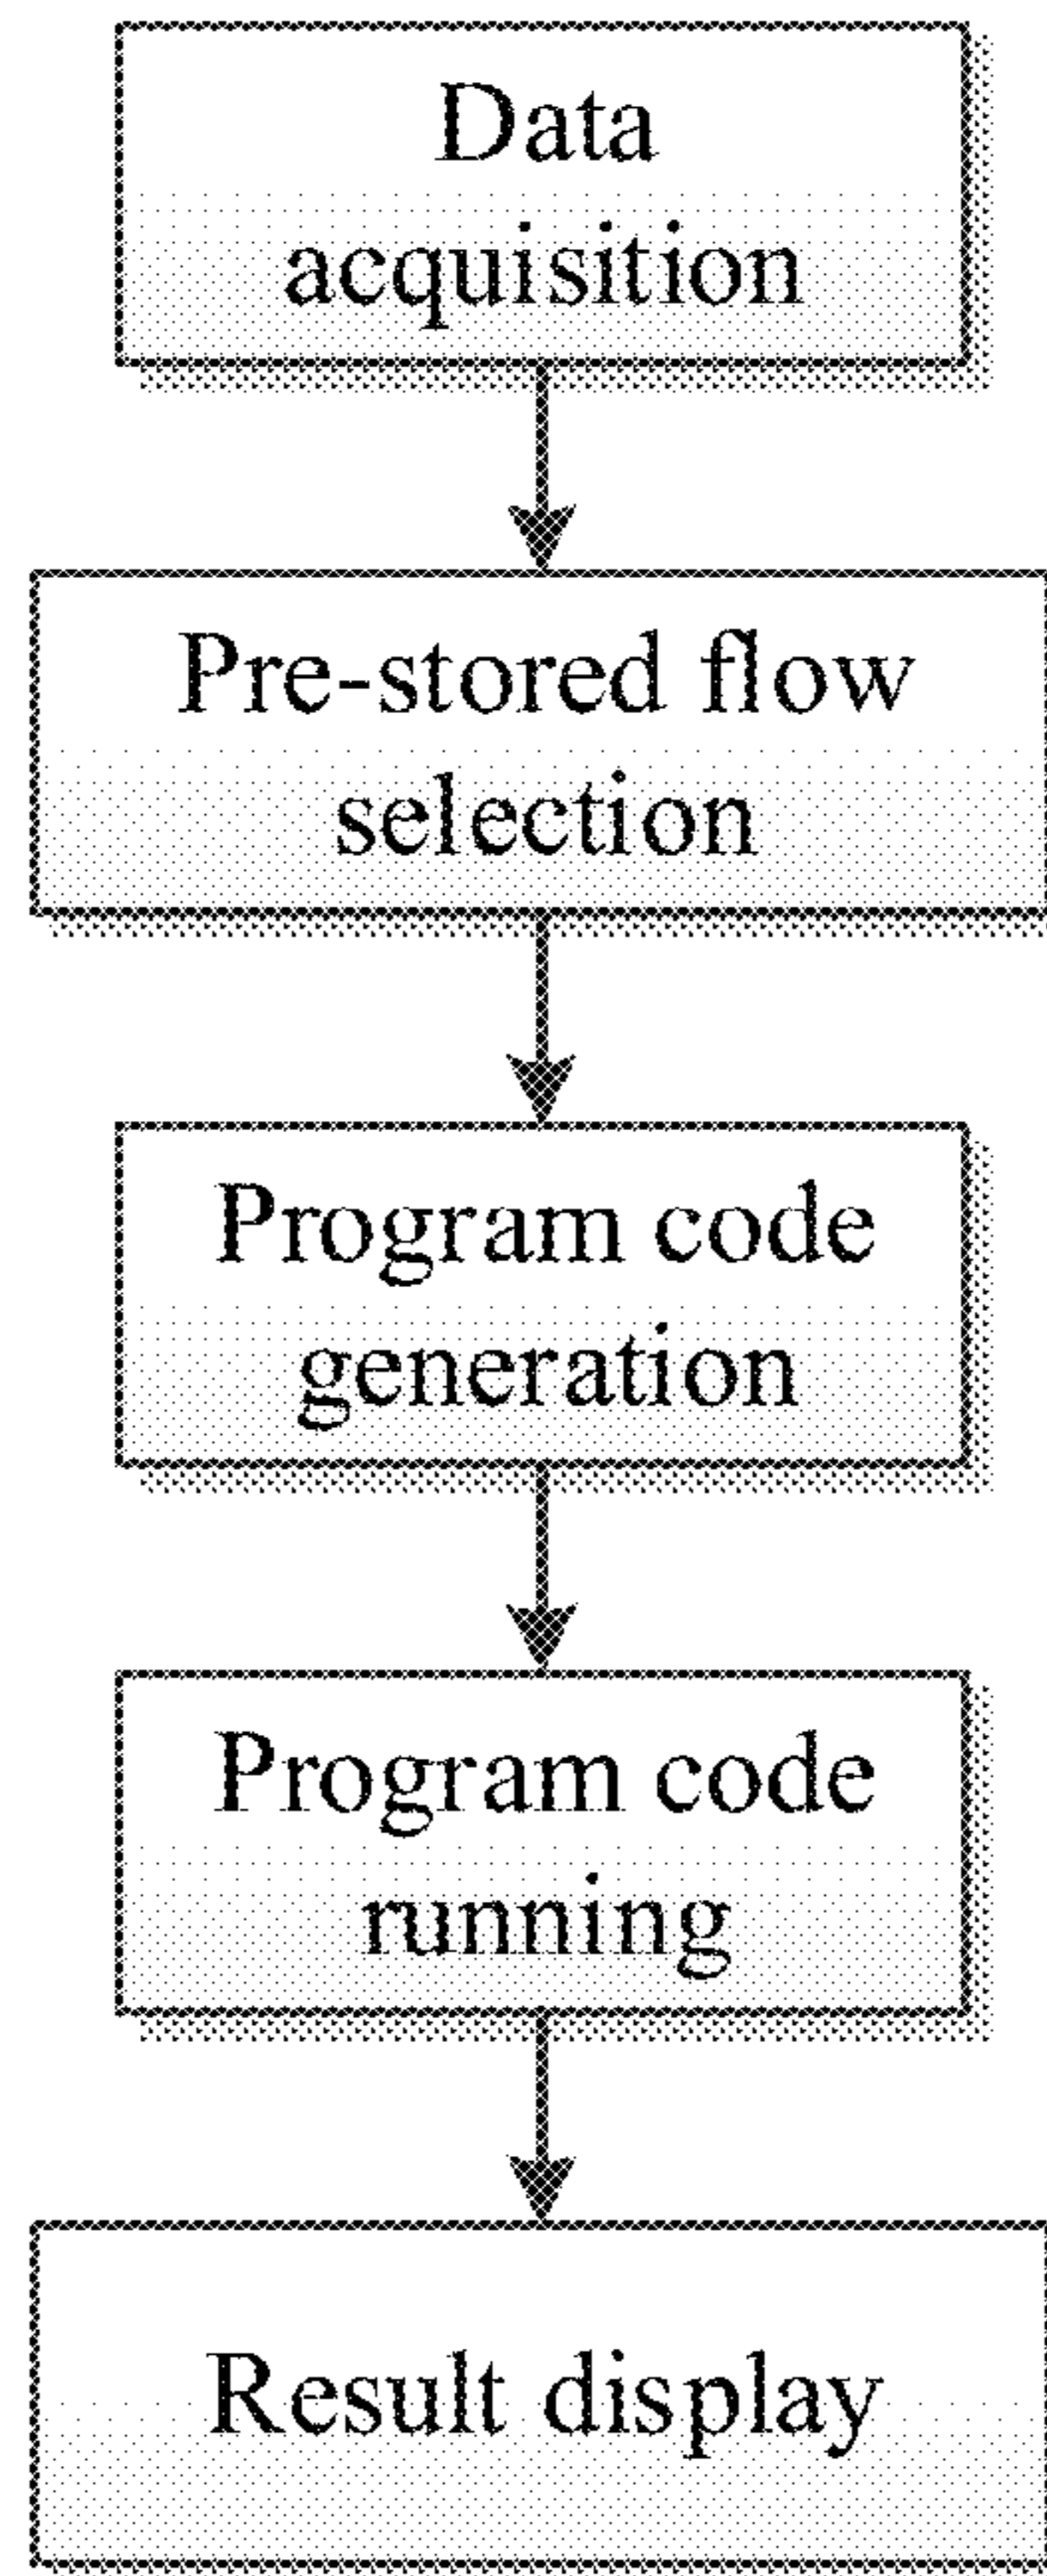 Data
acquisition
Pre-stored flow
selection
Program code
generation
Program code
running
Result display